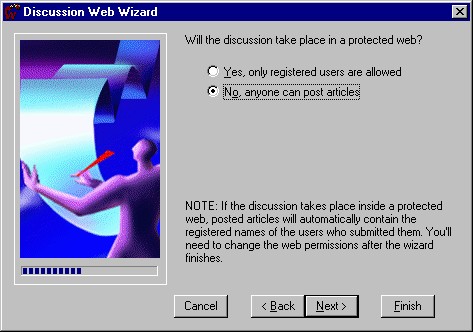 Discussion Web Wizard
Will the discussion take place in a protected web?
Yes, only registered users are allowed
No, anyone can post articles
NOTE: If the discussion takes place inside a protected
web, posted articles will automatically contain the
registered names of the users who submitted them. You'll
need to change the web permissions after the wizard
finishes.
Cancel
< Back
Next >
Finish